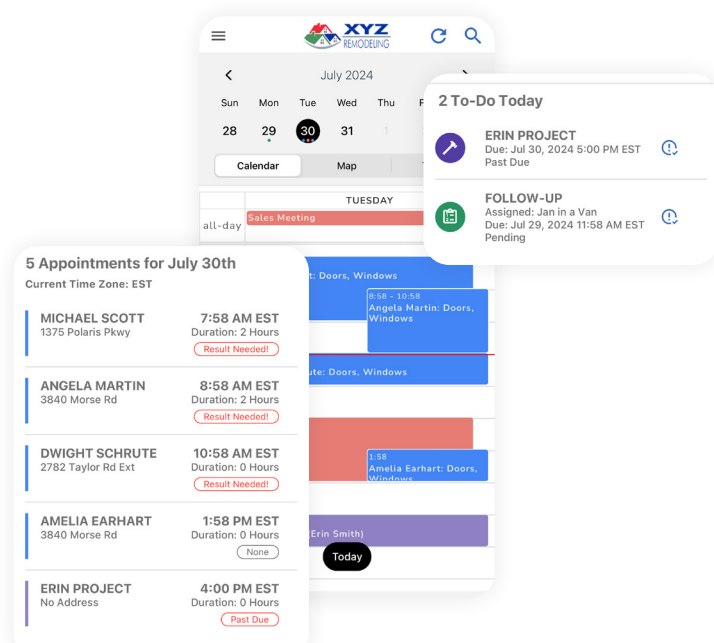 XYZ
REMODELING
July 2024
Sun Mon Tue Wed Thu F
28 29 30 31 1
Calendar Map
TUESDAY
all-day Sales Meeting
t: Doors, Windows
8:58 - 10:58
Angela Martin: Doors,
Windows
ute: Doors, Windows
1:58
Amelia Earhart: Doors,
Windows
(Erin Smith)
Today
2 To-Do Today
ERIN PROJECT
Due: Jul 30, 2024 5:00 PM EST
Past Due
FOLLOW-UP
Assigned: Jan in a Van
Due: Jul 29, 2024 11:58 AM EST
Pending
5 Appointments for July 30th
Current Time Zone: EST
MICHAEL SCOTT 7:58 AM EST
1375 Polaris Pkwy Duration: 2 Hours
Result Needed!
ANGELA MARTIN 8:58 AM EST
3840 Morse Rd Duration: 2 Hours
Result Needed!
DWIGHT SCHRUTE 10:58 AM EST
2782 Taylor Rd Ext Duration: 0 Hours
Result Needed!
AMELIA EARHART 1:58 PM EST
3840 Morse Rd Duration: 0 Hours
None
ERIN PROJECT 4:00 PM EST
No Address Duration: 0 Hours
Past Due